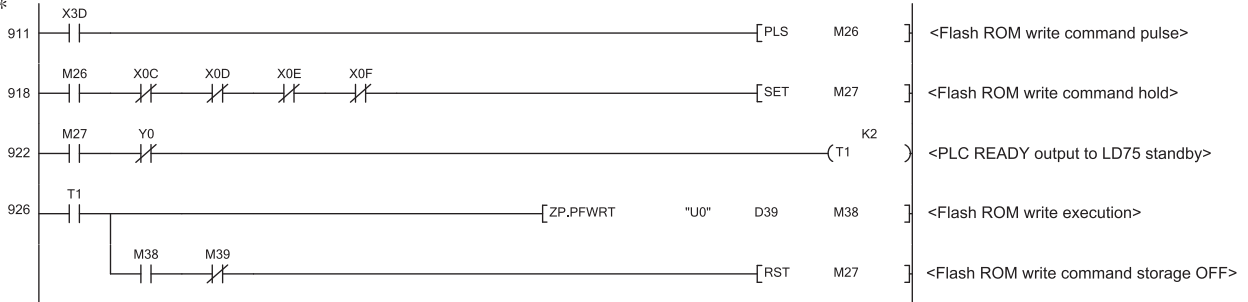 *
X3D
911 PLS M26 <Flash ROM write command pulse>
M26 X0C X0D X0E X0F
918 SET M27 <Flash ROM write command hold>
M27 Y0 K2
922 T1 <PLC READY output to LD75 standby>
T1
926 ZP.PFWRT "U0" D39 M38 <Flash ROM write execution>
M38 M39
RST M27 <Flash ROM write command storage OFF>